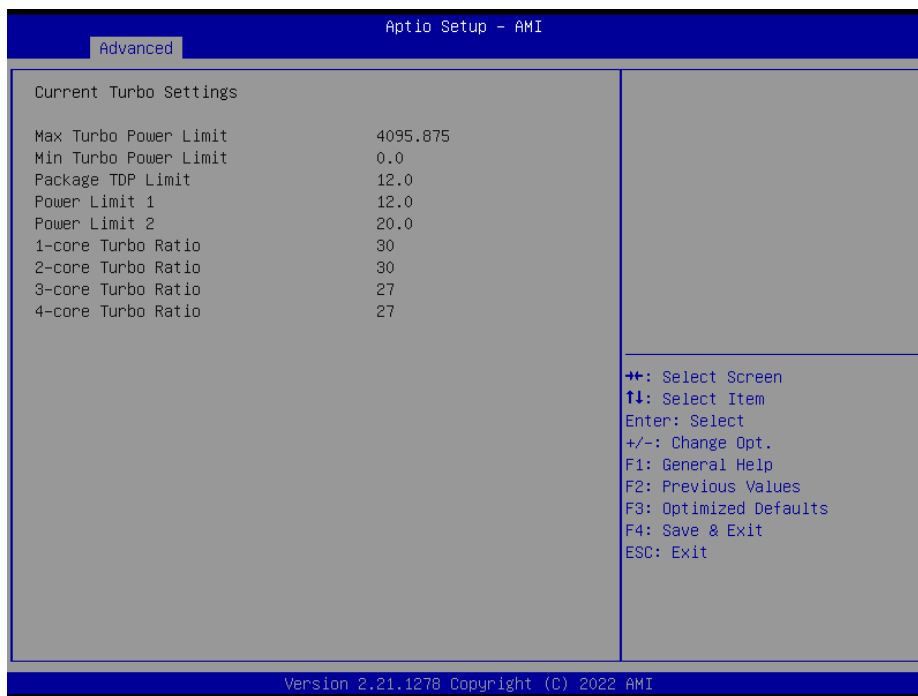 Aptio Setup – AMI
Advanced
Current Turbo Settings
Max Turbo Power Limit 4095.875
Min Turbo Power Limit 0.0
Package TDP Limit 12.0
Power Limit 1 12.0
Power Limit 2 20.0
1-core Turbo Ratio 30
2-core Turbo Ratio 30
3-core Turbo Ratio 27
4-core Turbo Ratio 27
→←: Select Screen
↑↓: Select Item
Enter: Select
+/-: Change Opt.
F1: General Help
F2: Previous Values
F3: Optimized Defaults
F4: Save & Exit
ESC: Exit
Version 2.21.1278 Copyright (C) 2022 AMI